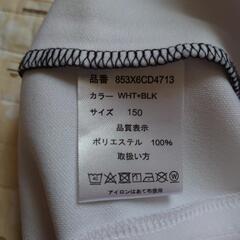 品番 853X6CD4713
カラー WHT×BLK
サイズ 150
品質表示
ポリエステル 100%
取扱い方
アイロンはあて布使用